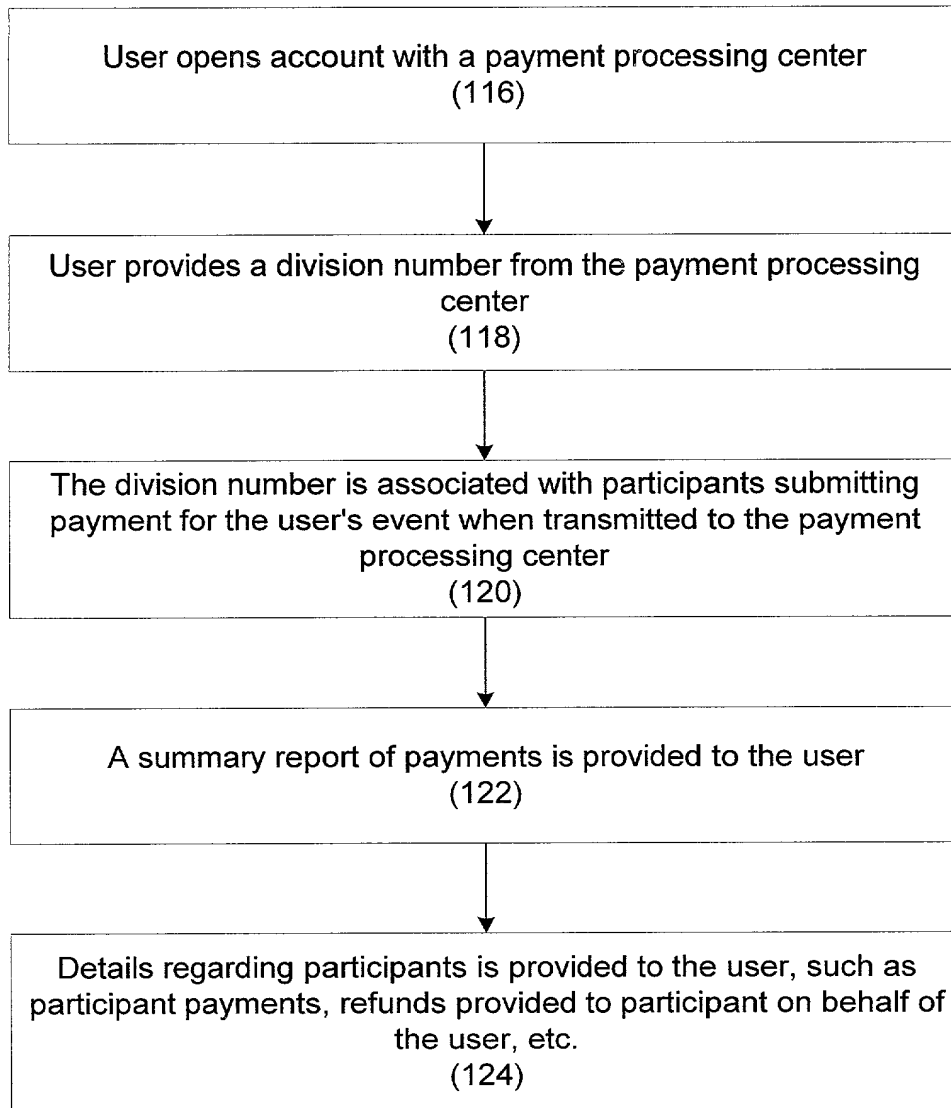 User opens account with a payment processing center
(116)
User provides a division number from the payment processing
center
(118)
The division number is associated with participants submitting
payment for the user's event when transmitted to the payment
processing center
(120)
A summary report of payments is provided to the user
(122)
Details regarding participants is provided to the user, such as
participant payments, refunds provided to participant on behalf of
the user, etc.
(124)